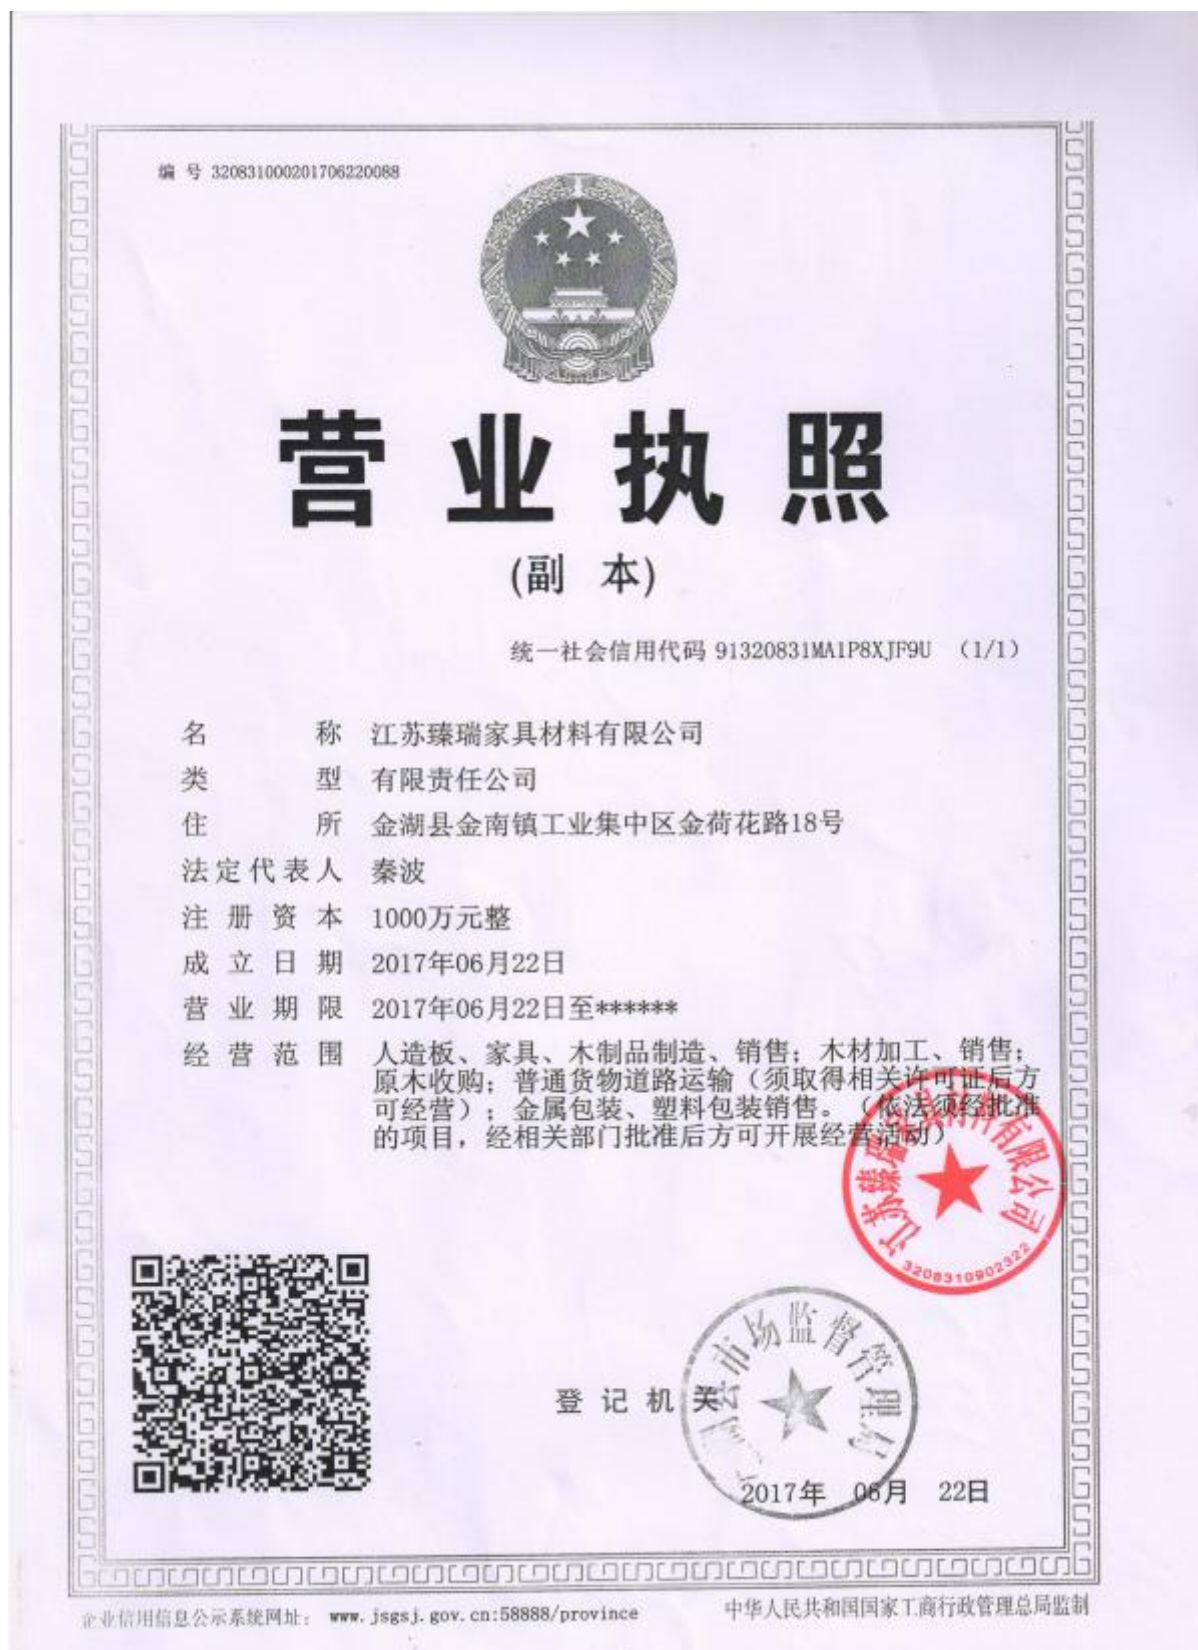 编 号 320831000201706220088
营业执照
(副 本)
统一社会信用代码 91320831MA1P8XJF9U （1/1）
名 称 江苏臻瑞家具材料有限公司
类 型 有限责任公司
住 所 金湖县金南镇工业集中区金荷花路18号
法定代表人 秦波
注册资本 1000万元整
成立日期 2017年06月22日
营业期限 2017年06月22日至******
经营范围 人造板、家具、木制品制造、销售；木材加工、销售；
原木收购；普通货物道路运输（须取得相关许可证后方
可经营）；金属包装、塑料包装销售。（依法须经批准
的项目，经相关部门批准后方可开展经营活动）
江苏臻瑞家具材料有限公司
3208310902322
县市场监督管理局
登记机关
2017年 06月 22日
企业信用信息公示系统网址： www.jsgsj.gov.cn:58888/province
中华人民共和国国家工商行政管理总局监制